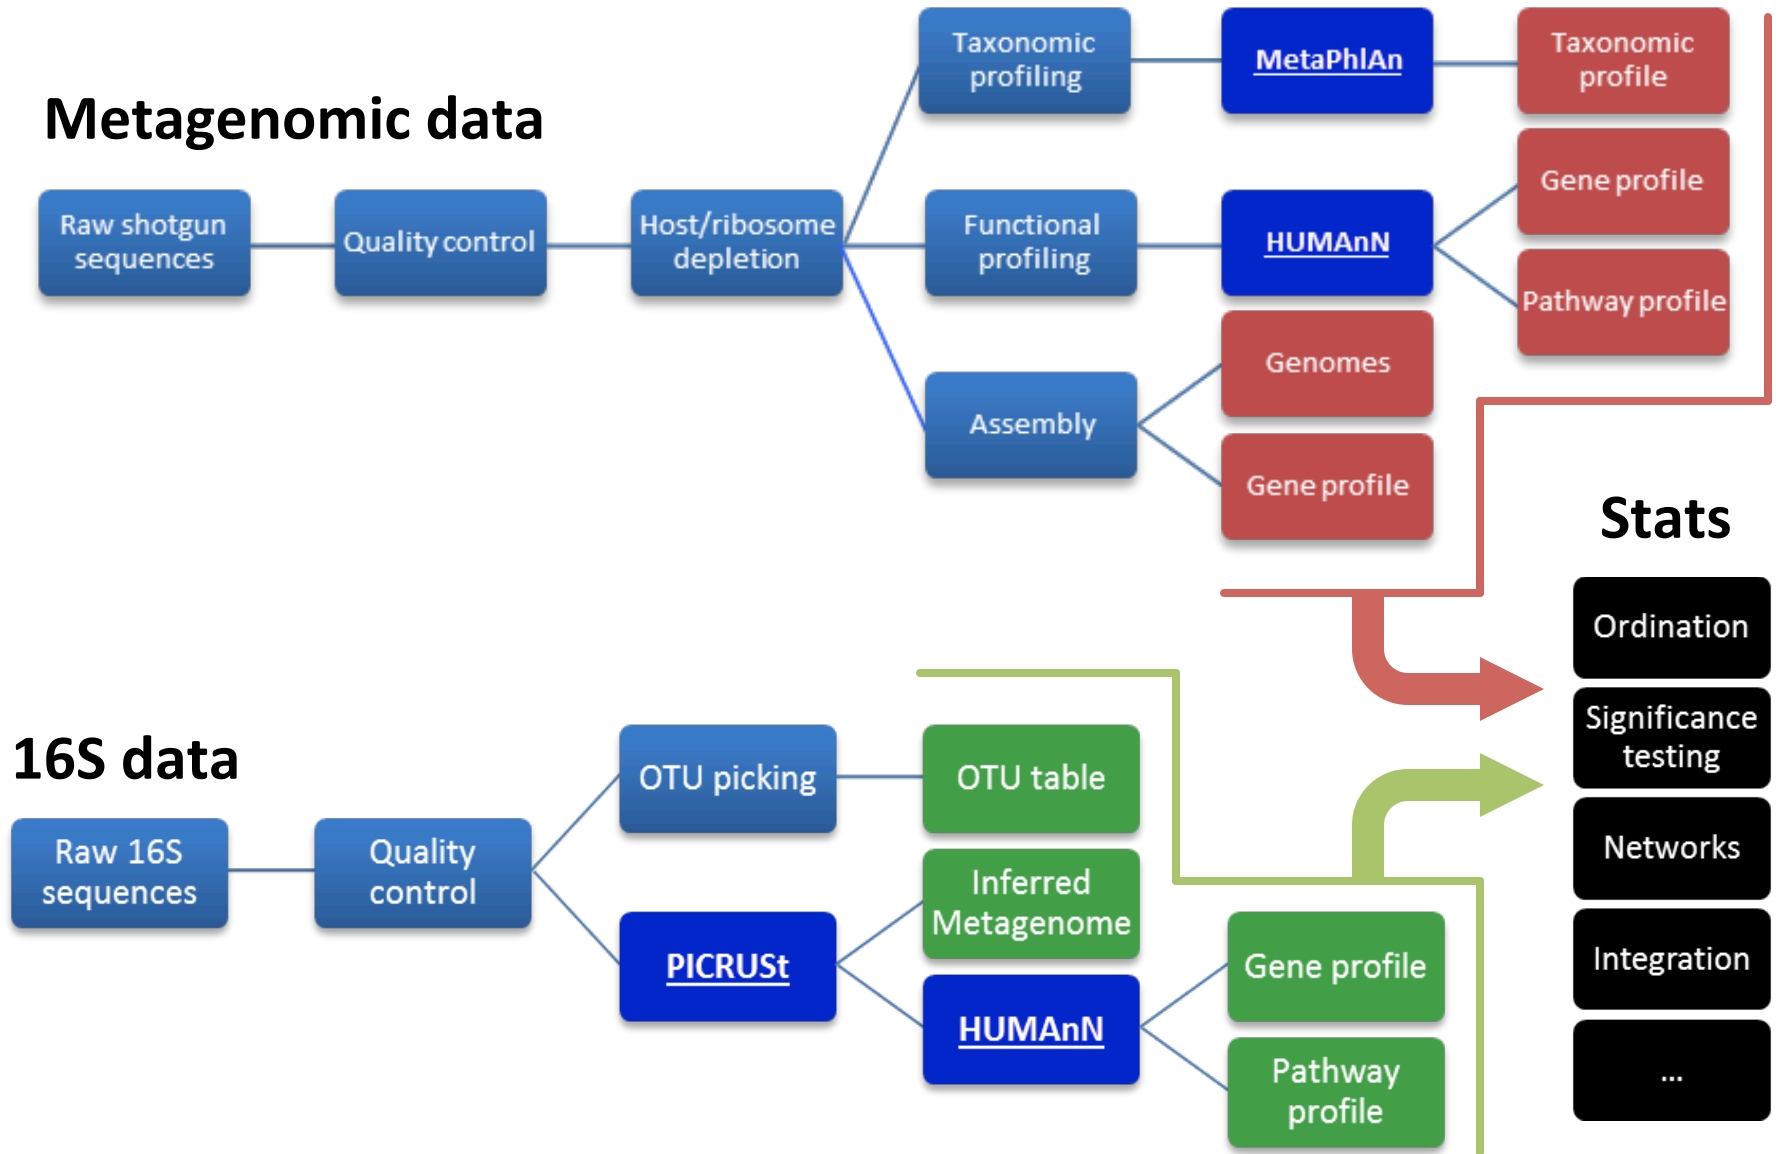 Metagenomic data
Raw shotgun
sequences
Quality control
Host/ribosome
depletion
Taxonomic
profiling
MetaPhlAn
Taxonomic
profile
Functional
profiling
HUMAnN
Gene profile
Pathway profile
Assembly
Genomes
Gene profile
16S data
Raw 16S
sequences
Quality
control
OTU picking
OTU table
PICRUSt
Inferred
Metagenome
HUMAnN
Gene profile
Pathway
profile
Stats
Ordination
Significance
testing
Networks
Integration
...